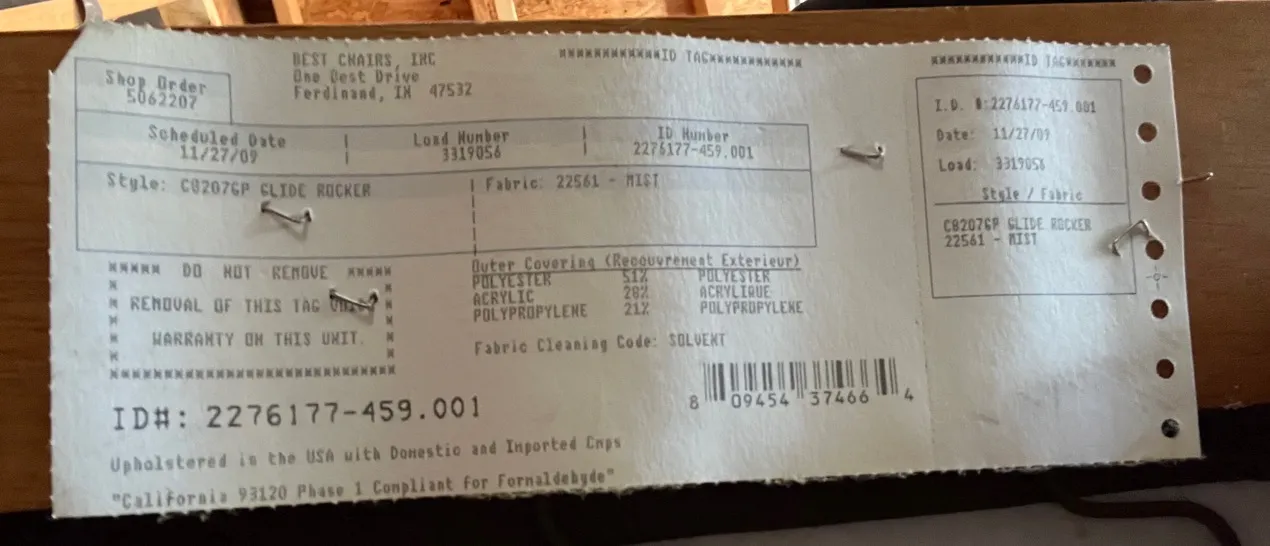 Shop Order
5062207
BEST CHAIRS, INC
One Best Drive
Ferdinand, IN 47532
************ID TAG************
Scheduled Date | Load Number | ID Number
11/27/09 | 3319056 | 2276177-459.001
Style: C8207GP GLIDE ROCKER | Fabric: 22561 - MIST
***** DO NOT REMOVE *****
REMOVAL OF THIS TAG
WARRANTY ON THIS UNIT.
Outer Covering (Recouvrement Exterieur)
POLYESTER 51% POLYESTER
ACRYLIC 28% ACRYLIQUE
POLYPROPYLENE 21% POLYPROPYLENE
Fabric Cleaning Code: SOLVENT
ID#: 2276177-459.001
8 09454 37466 4
Upholstered in the USA with Domestic and Imported Cmps
"California 93120 Phase 1 Compliant for Formaldehyde"
************ID TAG********
I.D. #:2276177-459.001
Date: 11/27/09
Load: 3319056
Style / Fabric
C8207GP GLIDE ROCKER
22561 - MIST